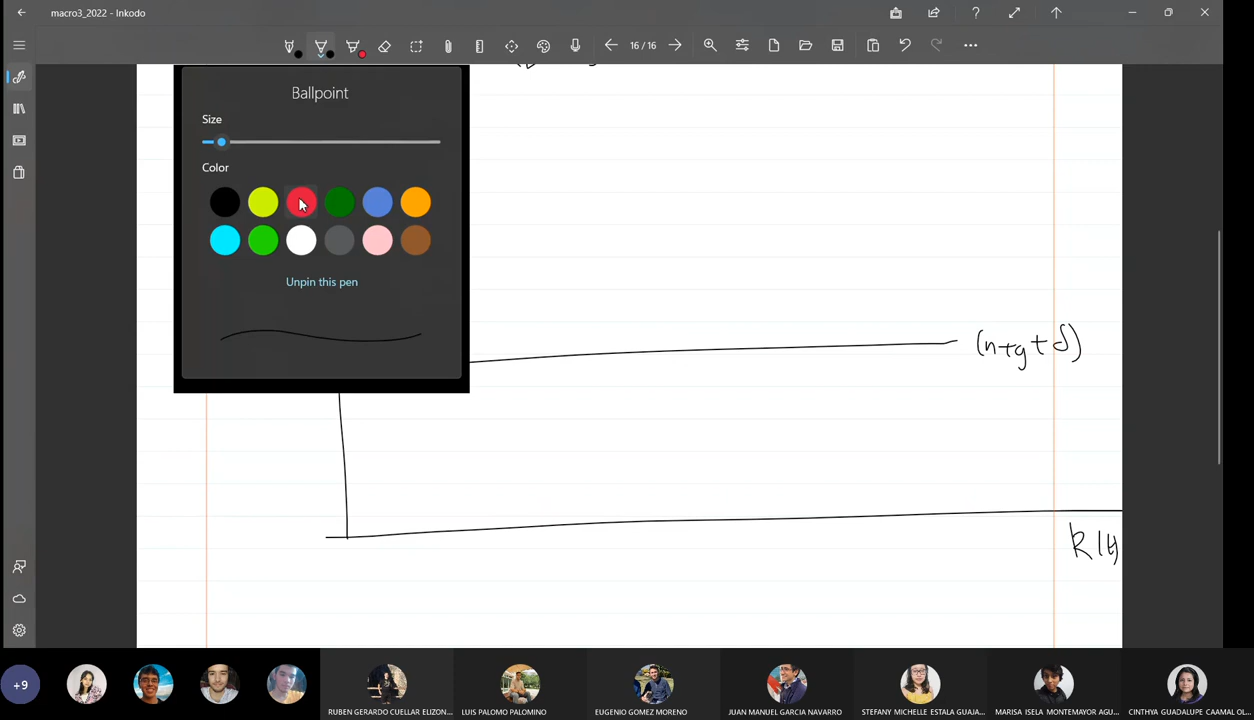 macro3_2022 - Inkodo
16 / 16
Ballpoint
Size
Color
Unpin this pen
(n+g+δ)
k(t)
+9
RUBEN GERARDO CUELLAR ELIZON...
LUIS PALOMO PALOMINO
EUGENIO GOMEZ MORENO
JUAN MANUEL GARCIA NAVARRO
STEFANY MICHELLE ESTALA GUAJA...
MARISA ISELA MONTEMAYOR AGU...
CINTHYA GUADALUPE CAAMAL OL...